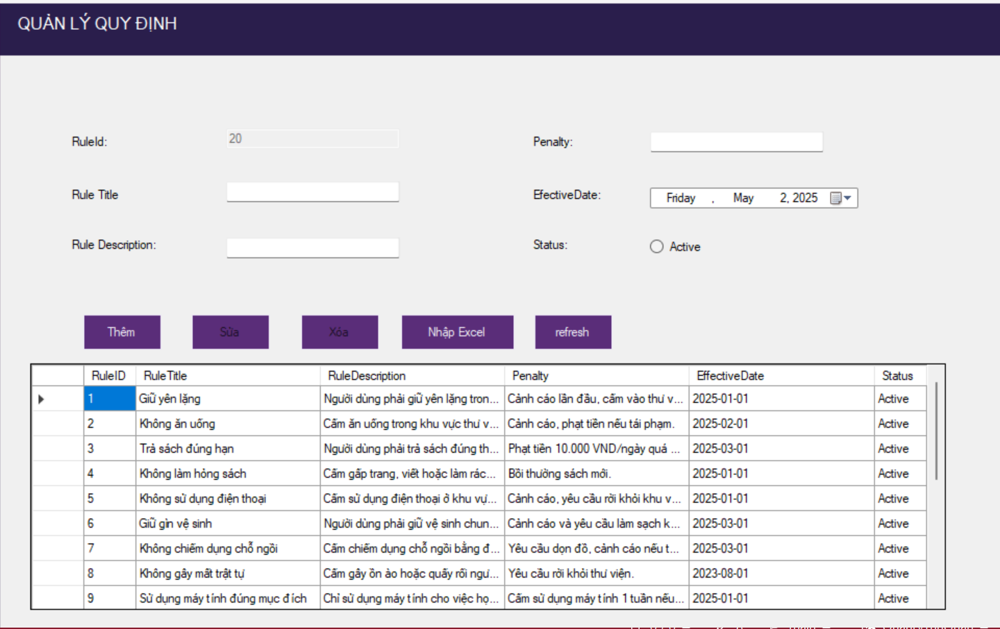 QUẢN LÝ QUY ĐỊNH
RuleId: 20 Penalty:
Rule Title EfectiveDate: Friday , May 2, 2025
Rule Description: Status: Active
Thêm Sửa Xóa Nhập Excel refresh
RuleID RuleTitle RuleDescription Penalty EffectiveDate Status
1 Giữ yên lặng Người dùng phải giữ yên lặng tron... Cảnh cáo lần đầu, cấm vào thư v... 2025-01-01 Active
2 Không ăn uống Cấm ăn uống trong khu vực thư v... Cảnh cáo, phạt tiền nếu tái phạm. 2025-02-01 Active
3 Trả sách đúng hạn Người dùng phải trả sách đúng th... Phạt tiền 10.000 VND/ngày quá ... 2025-03-01 Active
4 Không làm hỏng sách Cấm gấp trang, viết hoặc làm rác... Bồi thường sách mới. 2025-01-01 Active
5 Không sử dụng điện thoại Cấm sử dụng điện thoại ở khu vự... Cảnh cáo, yêu cầu rời khỏi khu v... 2025-01-01 Active
6 Giữ gìn vệ sinh Người dùng phải giữ vệ sinh chun... Cảnh cáo và yêu cầu làm sạch k... 2025-03-01 Active
7 Không chiếm dụng chỗ ngồi Cấm chiếm dụng chỗ ngồi bằng đ... Yêu cầu dọn đồ, cảnh cáo nếu t... 2025-03-01 Active
8 Không gây mất trật tự Cấm gây ồn ào hoặc quấy rối ngư... Yêu cầu rời khỏi thư viện. 2023-08-01 Active
9 Sử dụng máy tính đúng mục đích Chỉ sử dụng máy tính cho việc họ... Cấm sử dụng máy tính 1 tuần nếu... 2025-01-01 Active